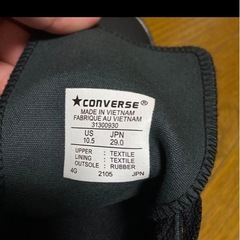 ★CONVERSE®
MADE IN VIETNAM
FABRIQUE AU VIETNAM
31300930
US JPN
10.5 29.0
UPPER : TEXTILE
LINING : TEXTILE
OUTSOLE : RUBBER
4G 2105 JPN